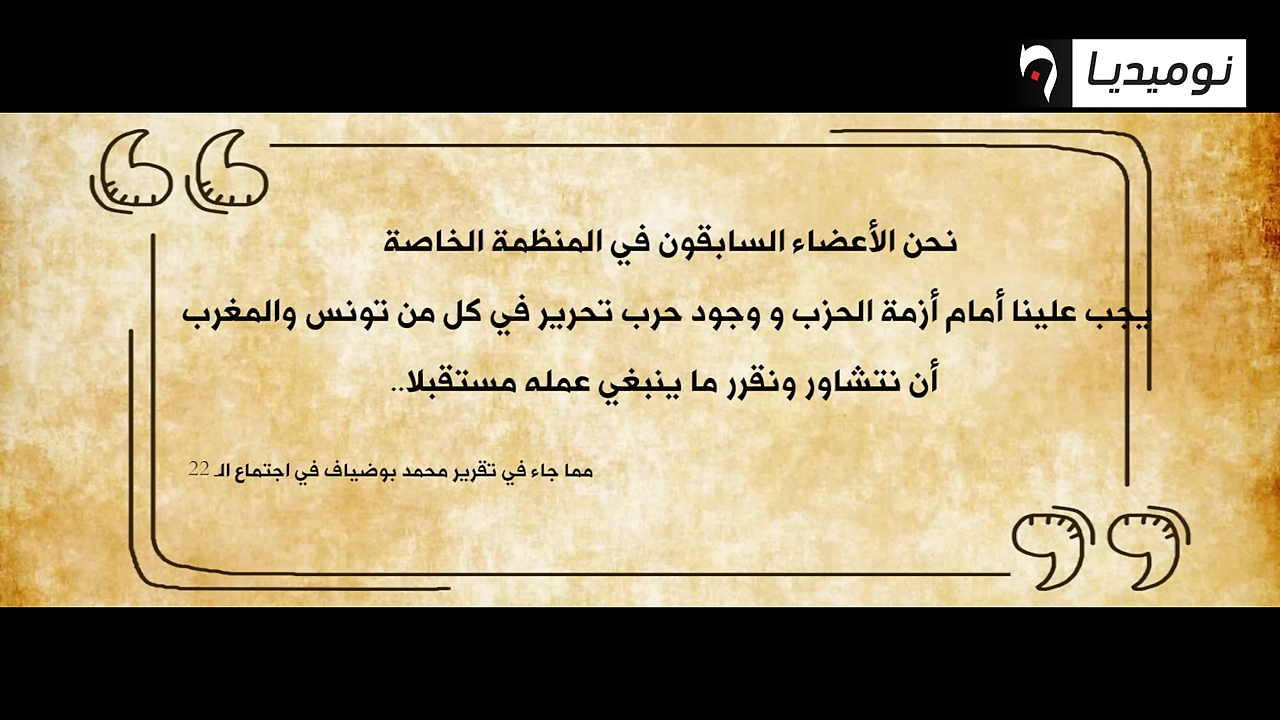 نوميديا
نحن الأعضاء السابقون في المنظمة الخاصة
يجب علينا أمام أزمة الحزب و وجود حرب تحرير في كل من تونس والمغرب
أن نتشاور ونقرر ما ينبغي عمله مستقبلا..
مما جاء في تقرير محمد بوضياف في اجتماع الـ 22